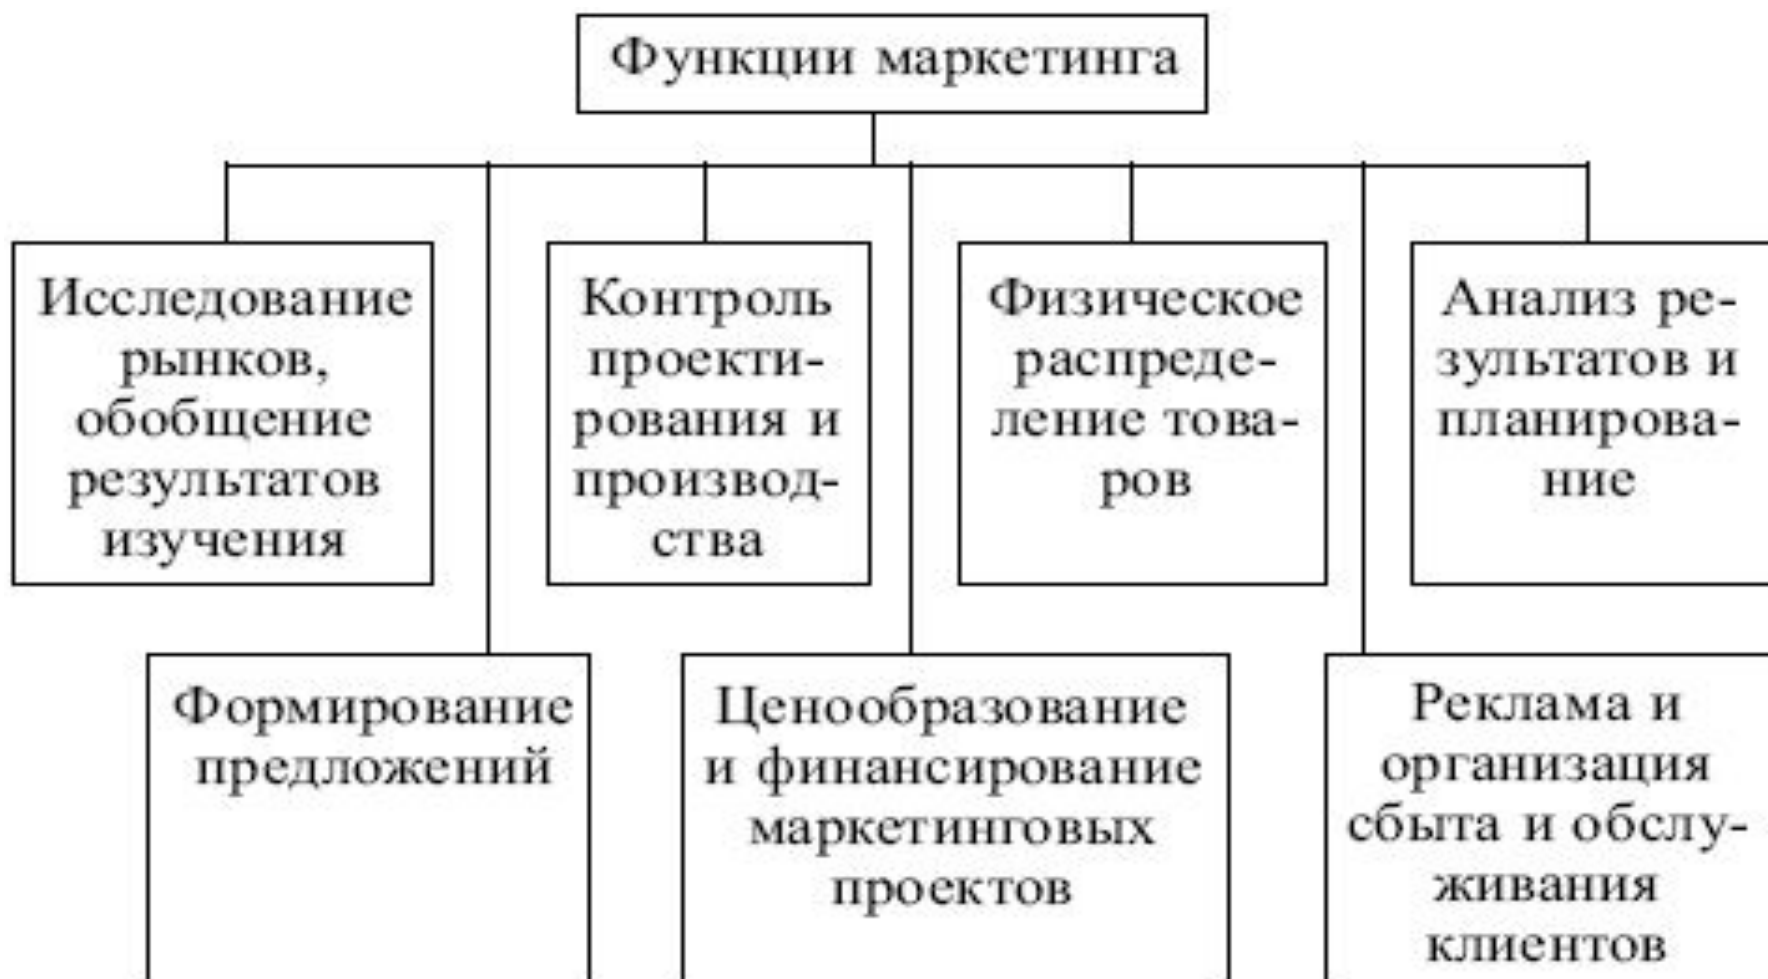 Функции маркетинга
Исследование
рынков,
обобщение
результатов
изучения
Контроль
проекти-
рования и
производ-
ства
Физическое
распреде-
ление това-
ров
Анализ ре-
зультатов и
планирова-
ние
Формирование
предложений
Ценообразование
и финансирование
маркетинговых
проектов
Реклама и
организация
сбыта и обслу-
живания
клиентов